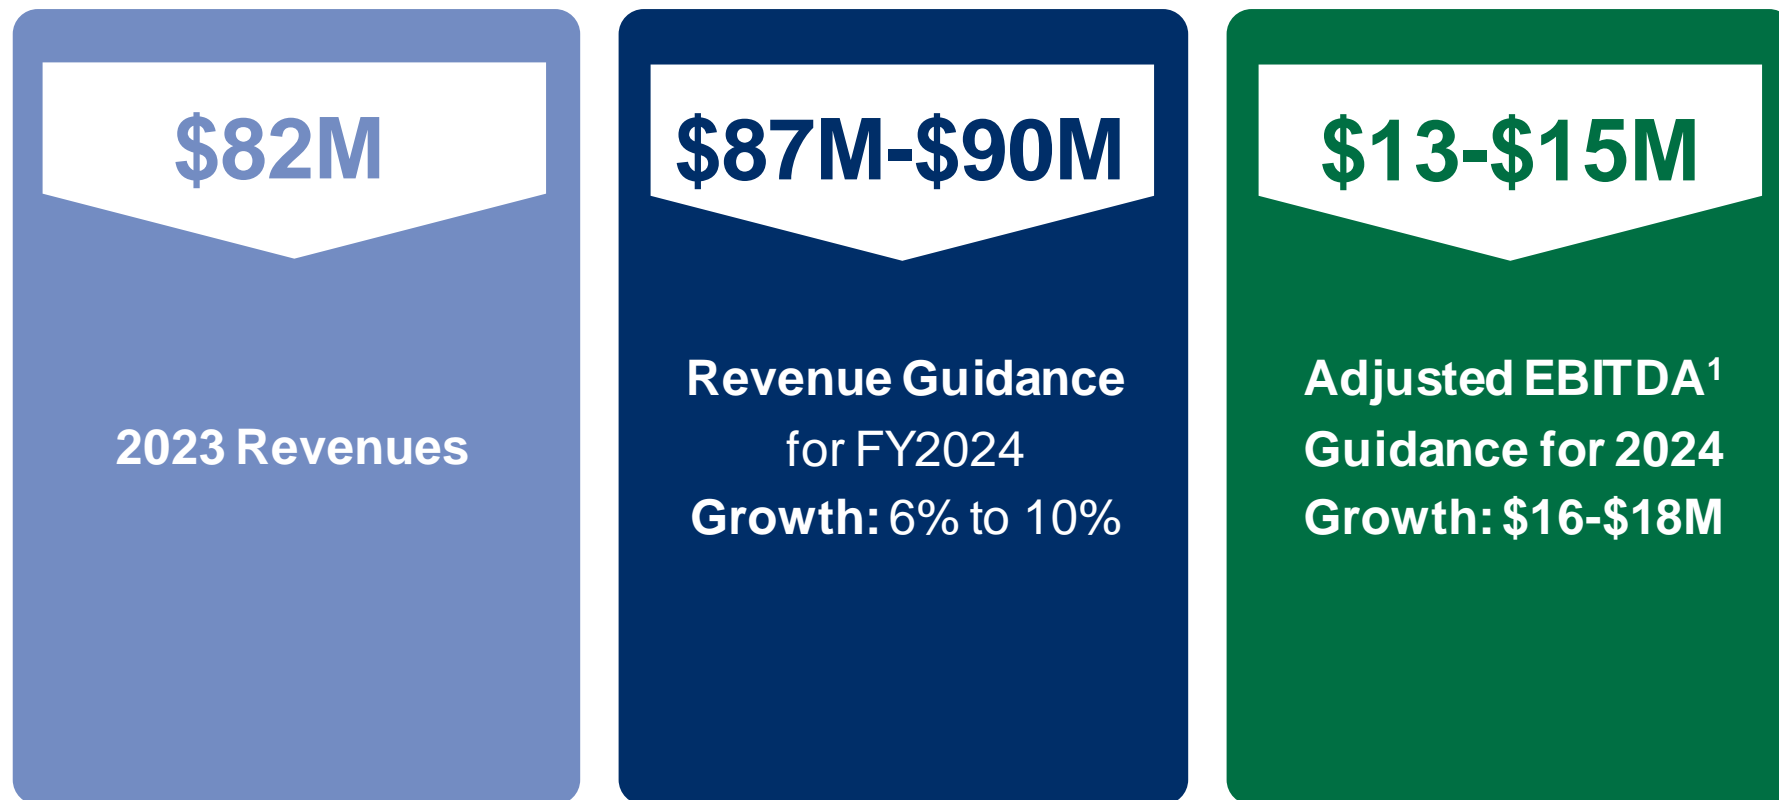 $82M
2023 Revenues
$87M-$90M
Revenue Guidance
for FY2024
Growth: 6% to 10%
$13-$15M
Adjusted EBITDA¹
Guidance for 2024
Growth: $16-$18M